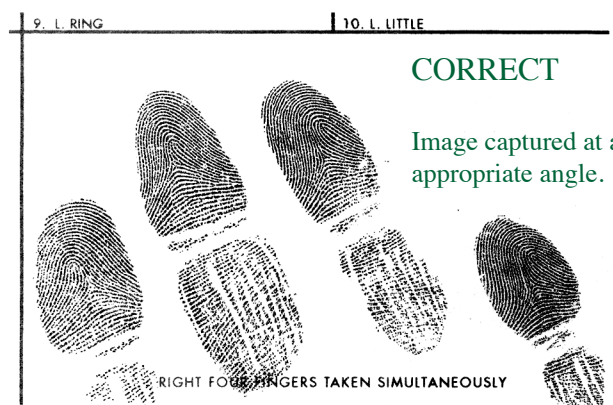 9. L. RING
10. L. LITTLE
CORRECT
Image captured at a
appropriate angle.
RIGHT FOUR FINGERS TAKEN SIMULTANEOUSLY